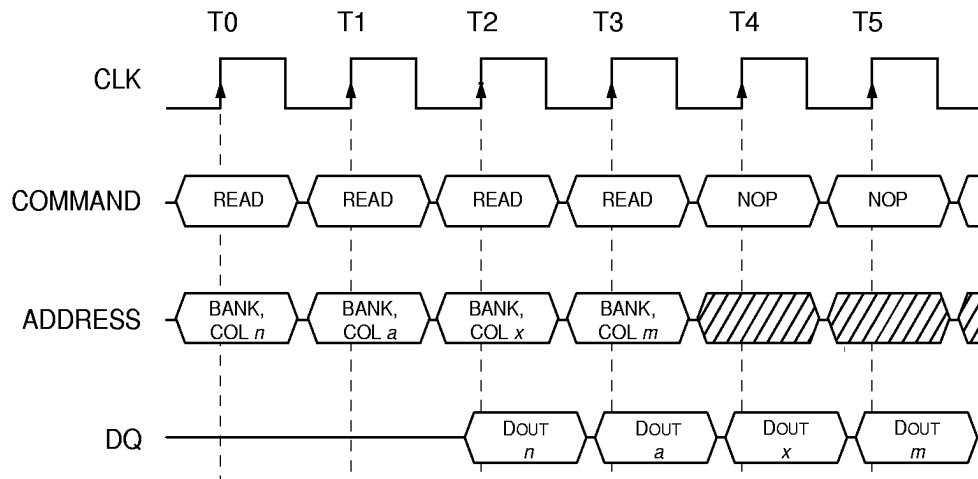 T0 T1 T2 T3 T4 T5
CLK
COMMAND READ READ READ READ NOP NOP
ADDRESS BANK, BANK, BANK, BANK,
COL n COL a COL x COL m
DQ DOUT DOUT DOUT DOUT
n a x m